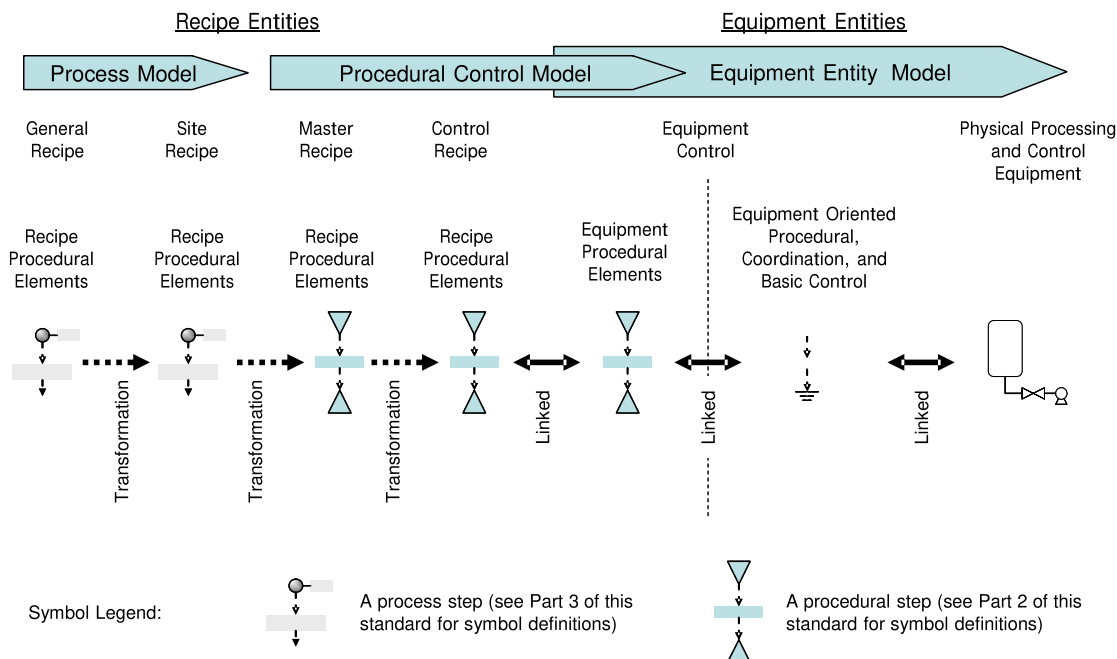 Recipe Entities
Equipment Entities
Process Model
Procedural Control Model
Equipment Entity Model
General
Recipe
Site
Recipe
Master
Recipe
Control
Recipe
Equipment
Control
Physical Processing
and Control
Equipment
Recipe
Procedural
Elements
Recipe
Procedural
Elements
Recipe
Procedural
Elements
Recipe
Procedural
Elements
Equipment
Procedural
Elements
Equipment Oriented
Procedural,
Coordination, and
Basic Control
Transformation
Transformation
Transformation
Linked
Linked
Linked
Symbol Legend:
A process step (see Part 3 of this
standard for symbol definitions)
A procedural step (see Part 2 of this
standard for symbol definitions)